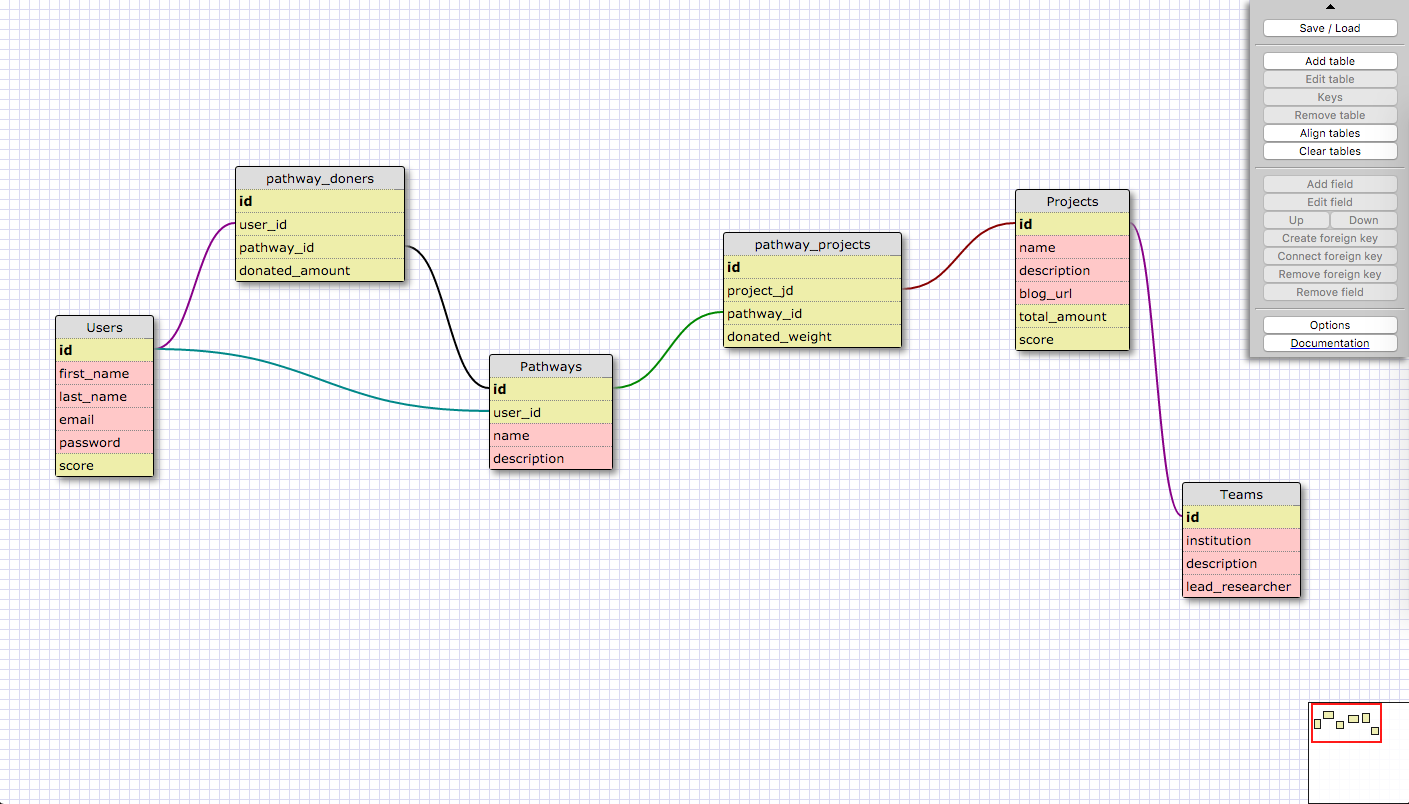 pathway_doners
id
user_id
pathway_id
donated_amount
Users
id
first_name
last_name
email
password
score
Pathways
id
user_id
name
description
pathway_projects
id
project_jd
pathway_id
donated_weight
Projects
id
name
description
blog_url
total_amount
score
Teams
id
institution
description
lead_researcher
Save / Load
Add table
Edit table
Keys
Remove table
Align tables
Clear tables
Add field
Edit field
Up Down
Create foreign key
Connect foreign key
Remove foreign key
Remove field
Options
Documentation